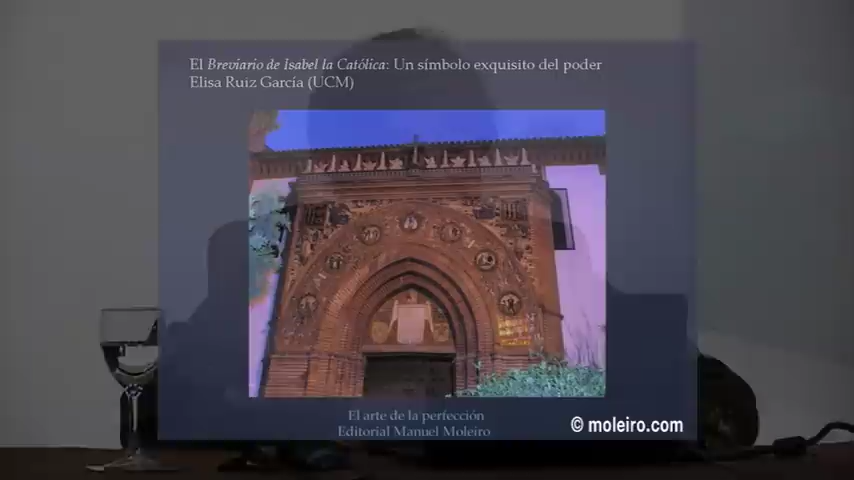 El Breviario de Isabel la Católica: Un símbolo exquisito del poder
Elisa Ruiz García (UCM)
El arte de la perfección
Editorial Manuel Moleiro
© moleiro.com